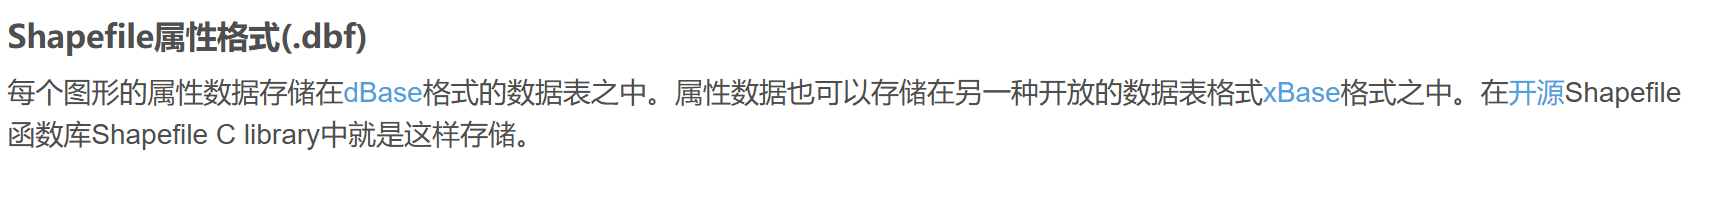 Shapefile属性格式(.dbf)
每个图形的属性数据存储在dBase格式的数据表之中。属性数据也可以存储在另一种开放的数据表格式xBase格式之中。在开源Shapefile
函数库Shapefile C library中就是这样存储。